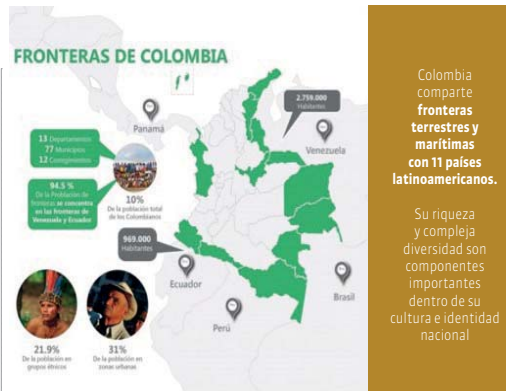 FRONTERAS DE COLOMBIA
2.759.000
Habitantes
Panamá
13 Departamentos
77 Municipios
12 Corregimientos
Venezuela
94.5 %
De la Población de
fronteras se concentra
en las fronteras de
Venezuela y Ecuador
10%
De la población total
de los Colombianos
969.000
Habitantes
Ecuador
Brasil
Perú
21.9%
De la población en
grupos étnicos
31%
De la población en
zonas urbanas
Colombia
comparte
fronteras
terrestres y
marítimas
con 11 países
latinoamericanos.
Su riqueza
y compleja
diversidad son
componentes
importantes
dentro de su
cultura e identidad
nacional